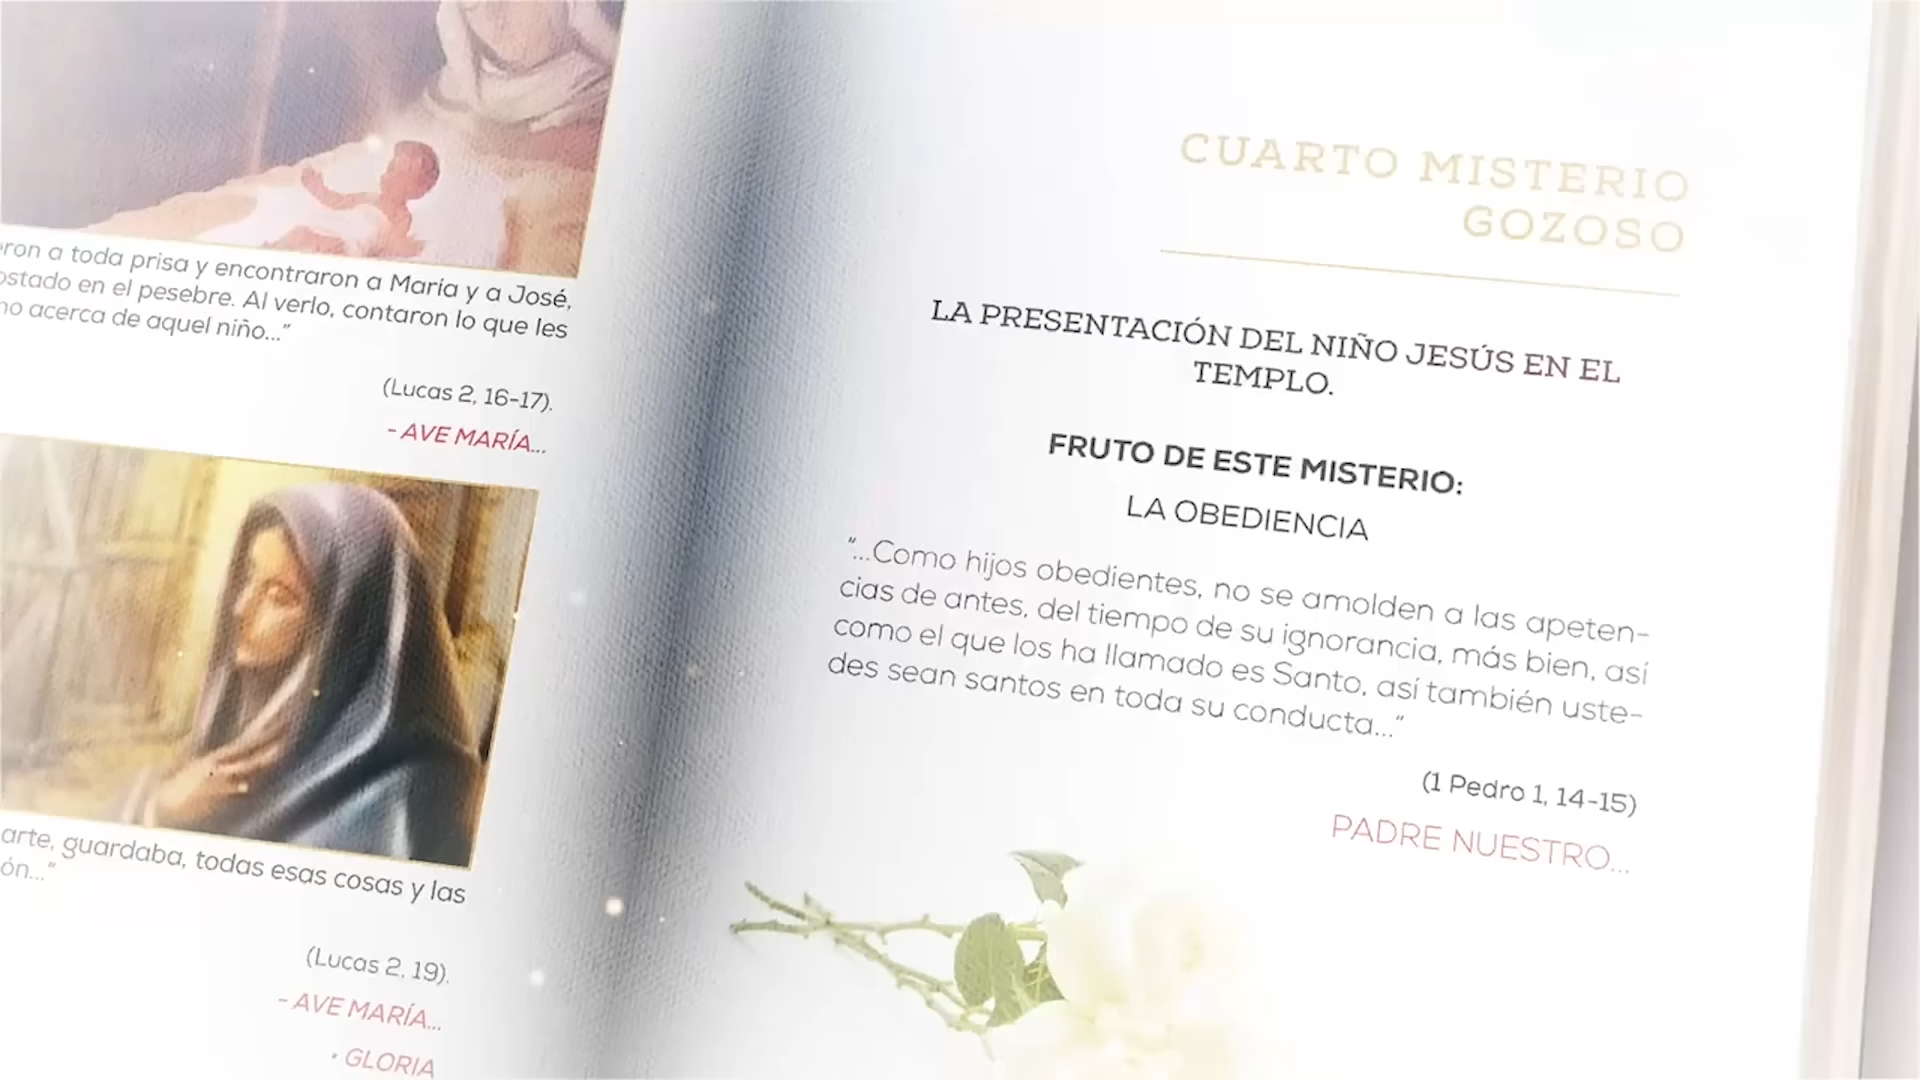 a toda prisa y encontraron a María y a José,
en el pesebre. Al verlo, contaron lo que les
acerca de aquel niño..."
(Lucas 2, 16-17).
- AVE MARÍA...
arte, guardaba, todas esas cosas y las
ón..."
(Lucas 2, 19).
- AVE MARÍA...
• GLORIA
CUARTO MISTERIO
GOZOSO
LA PRESENTACIÓN DEL NIÑO JESÚS EN EL
TEMPLO.
FRUTO DE ESTE MISTERIO:
LA OBEDIENCIA
"...Como hijos obedientes, no se amolden a las apeten-
cias de antes, del tiempo de su ignorancia, más bien, así
como el que los ha llamado es Santo, así también uste-
des sean santos en toda su conducta..."
(1 Pedro 1, 14-15)
PADRE NUESTRO...